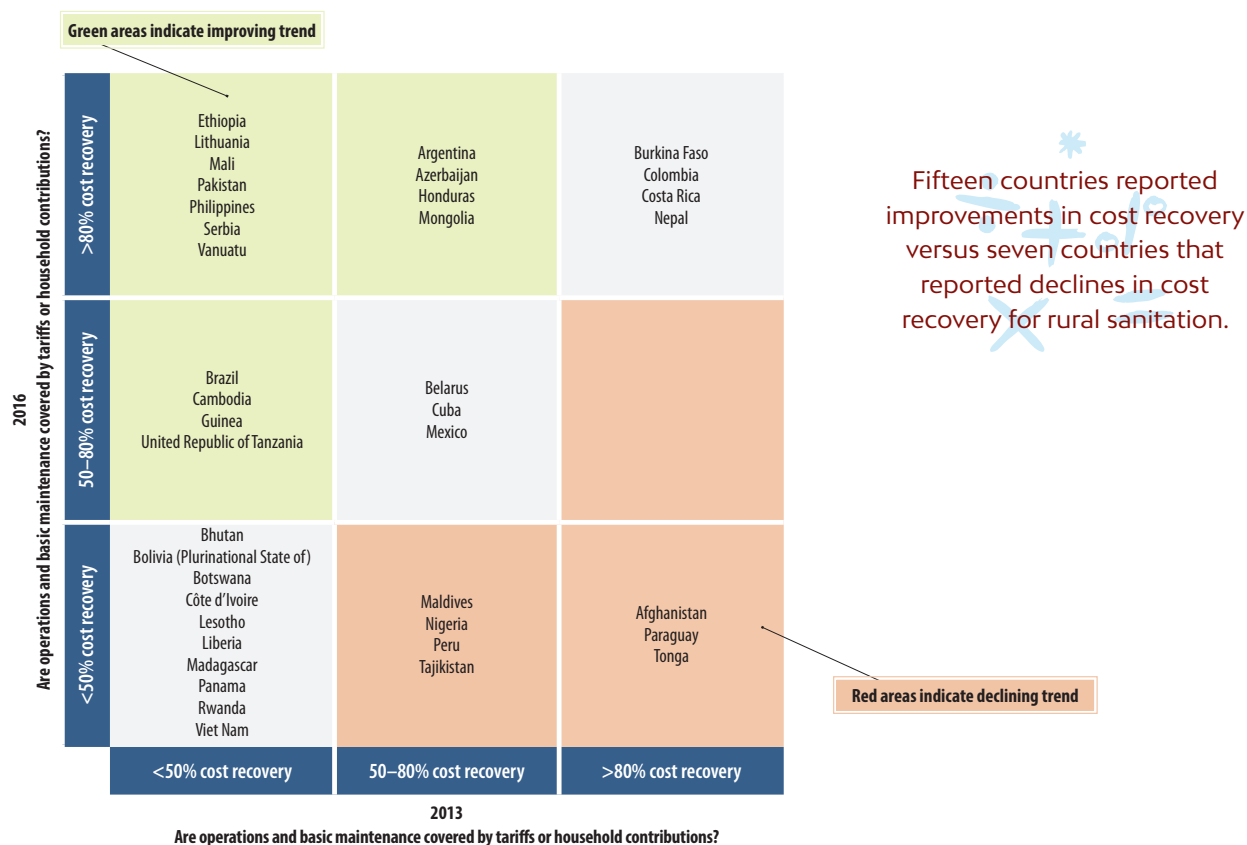 Green areas indicate improving trend
2016
Are operations and basic maintenance covered by tariffs or household contributions?
>80% cost recovery
Ethiopia
Lithuania
Mali
Pakistan
Philippines
Serbia
Vanuatu
Argentina
Azerbaijan
Honduras
Mongolia
Burkina Faso
Colombia
Costa Rica
Nepal
50–80% cost recovery
Brazil
Cambodia
Guinea
United Republic of Tanzania
Belarus
Cuba
Mexico
<50% cost recovery
Bhutan
Bolivia (Plurinational State of)
Botswana
Côte d’Ivoire
Lesotho
Liberia
Madagascar
Panama
Rwanda
Viet Nam
Maldives
Nigeria
Peru
Tajikistan
Afghanistan
Paraguay
Tonga
Red areas indicate declining trend
<50% cost recovery
50–80% cost recovery
>80% cost recovery
2013
Are operations and basic maintenance covered by tariffs or household contributions?
Fifteen countries reported
improvements in cost recovery
versus seven countries that
reported declines in cost
recovery for rural sanitation.